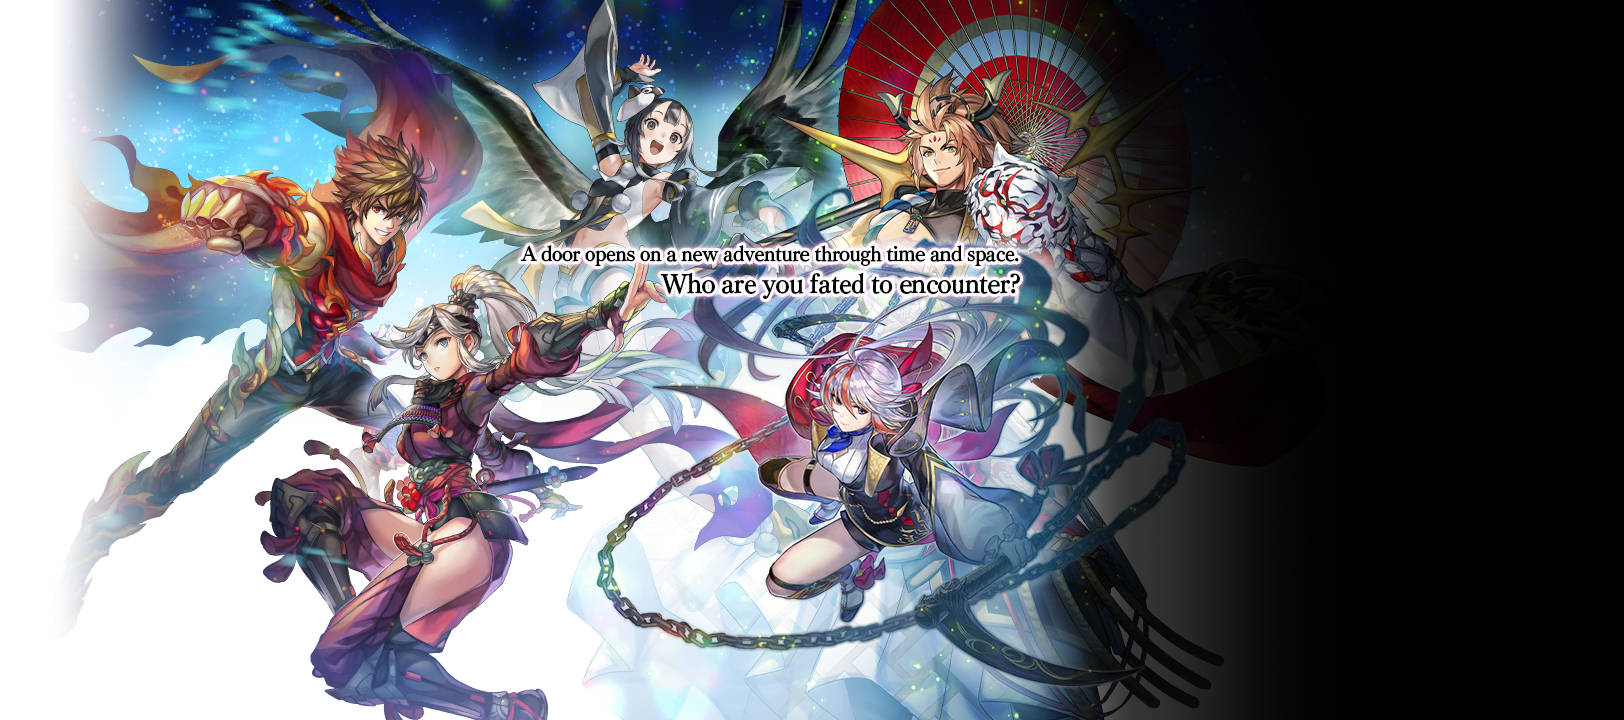 A door opens on a new adventure through time and space.
Who are you fated to encounter?